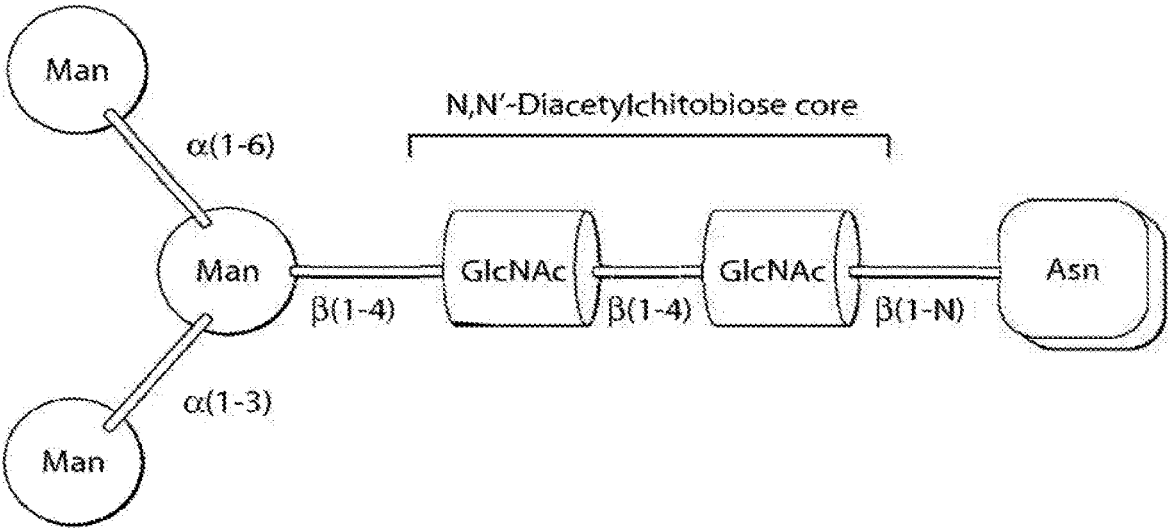 Man
N,N'-Diacetylchitobiose core
α(1-6)
Man
GlcNAc
GlcNAc
Asn
β(1-4)
β(1-4)
β(1-N)
α(1-3)
Man